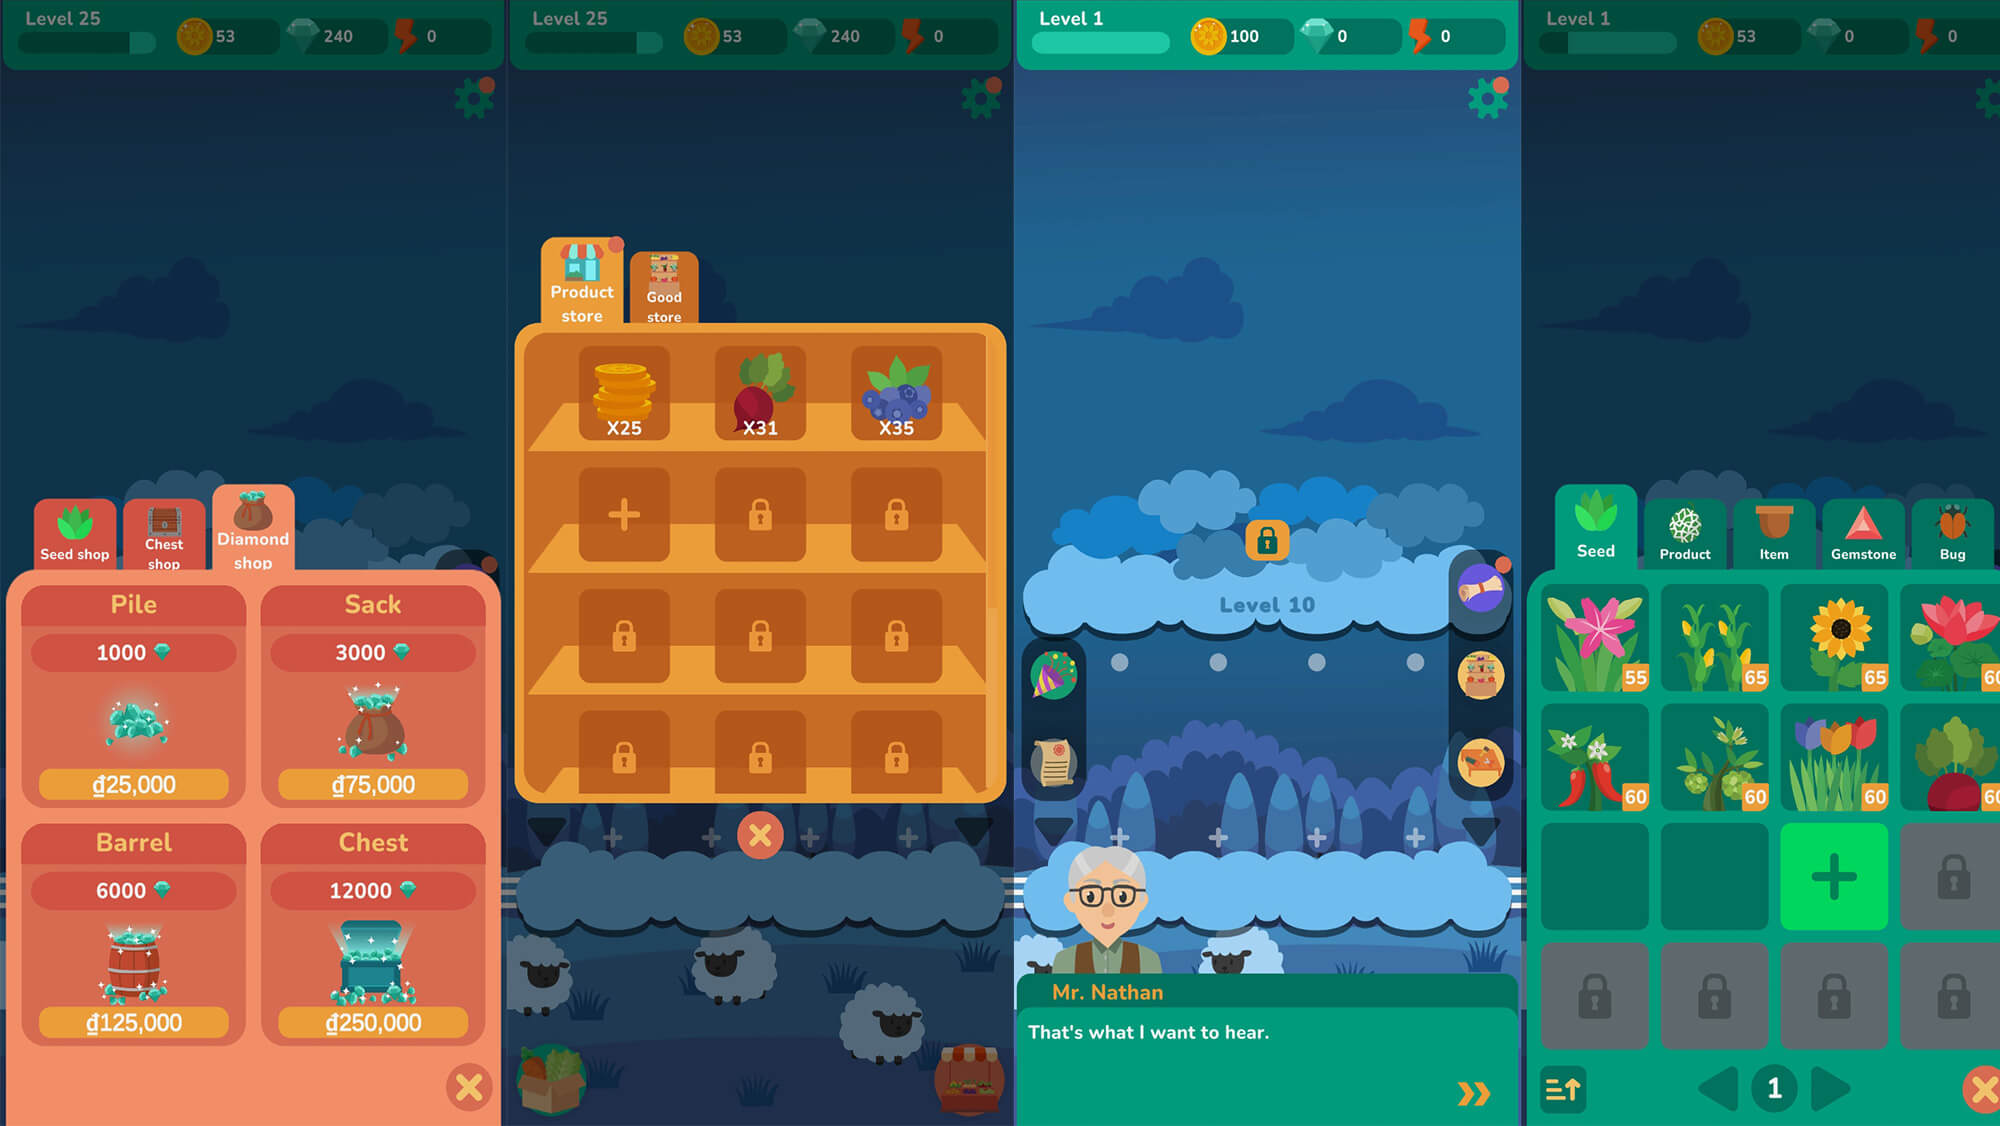 Level 25
53
240
0
Seed shop
Chest
shop
Diamond
shop
Pile
1000
₫25,000
Sack
3000
₫75,000
Barrel
6000
₫125,000
Chest
12000
₫250,000
Level 25
53
240
0
Product
store
Good
store
X25
X31
X35
Level 1
100
0
0
Level 10
Mr. Nathan
That's what I want to hear.
Level 1
53
0
0
Seed
Product
Item
Gemstone
Bug
55
65
65
60
60
60
60
60
1